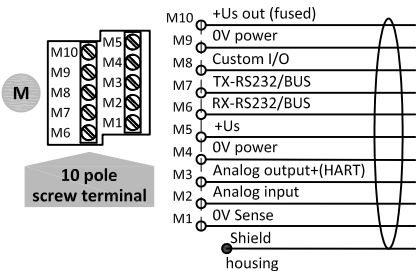 M
M10
M9
M8
M7
M6
M5
M4
M3
M2
M1
10 pole
screw terminal
M10 +Us out (fused)
M9 0V power
M8 Custom I/O
M7 TX-RS232/BUS
M6 RX-RS232/BUS
M5 +Us
M4 0V power
M3 Analog output+(HART)
M2 Analog input
M1 0V Sense
Shield
housing